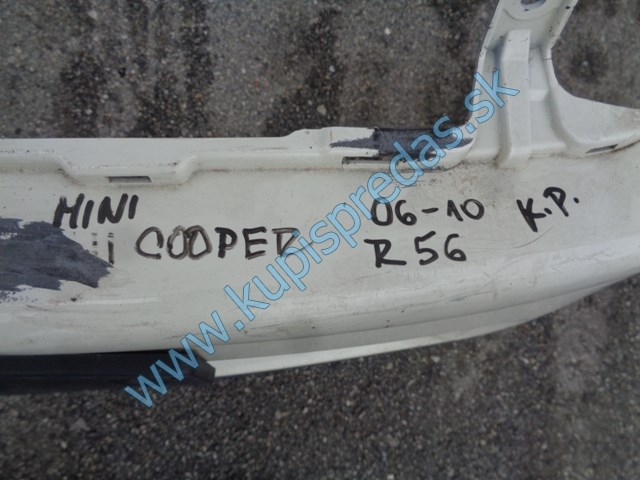 MINI 06-10 K.P.
COOPER R56
www.kupispredas.sk